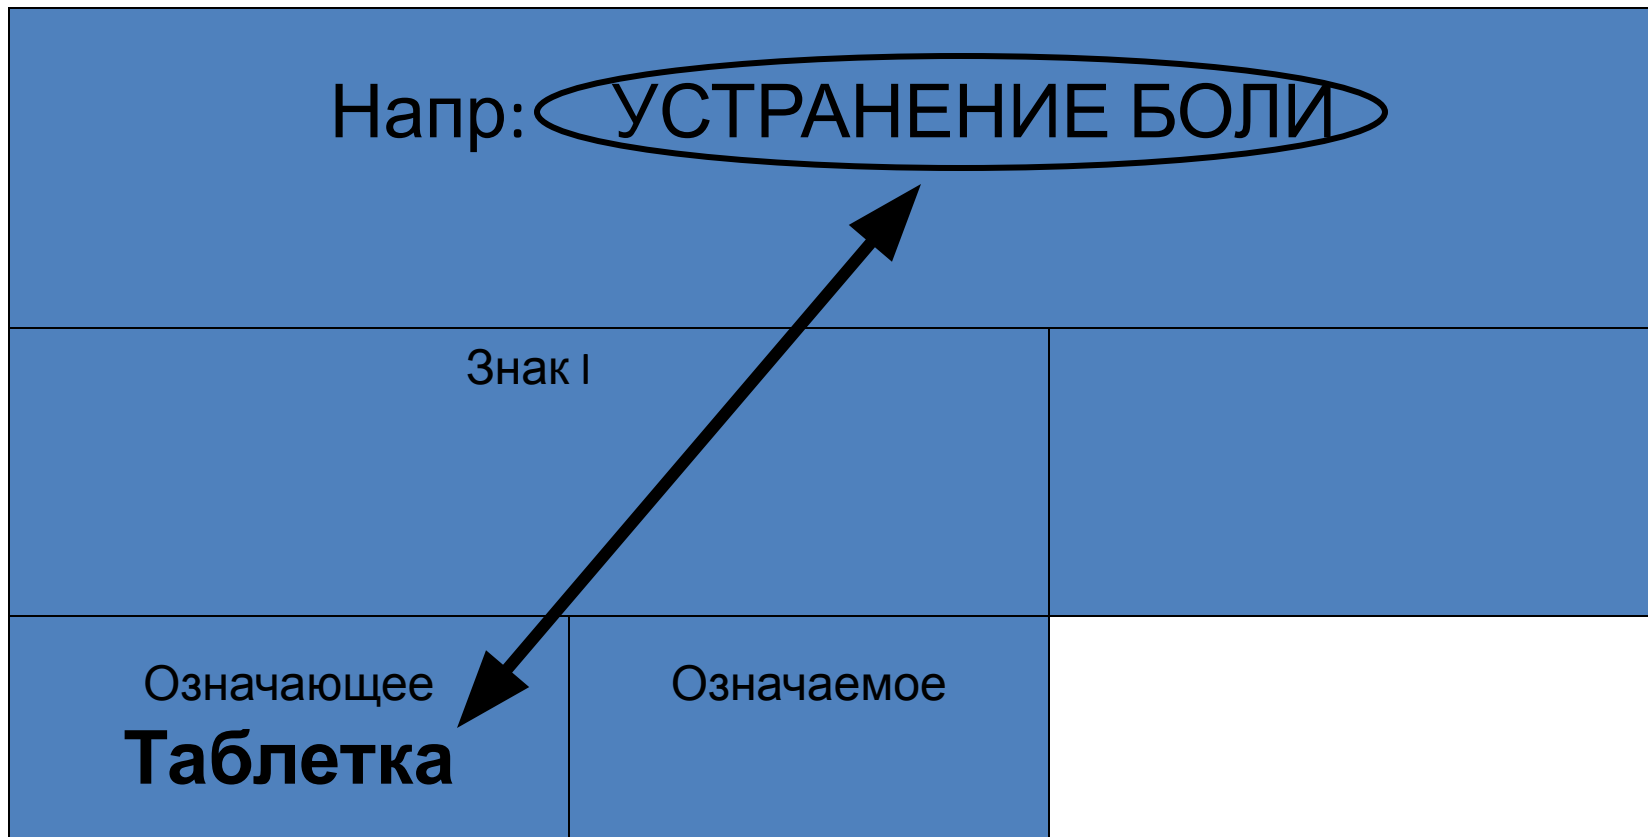 Напр: УСТРАНЕНИЕ БОЛИ
Знак I
Означающее
Таблетка
Означаемое